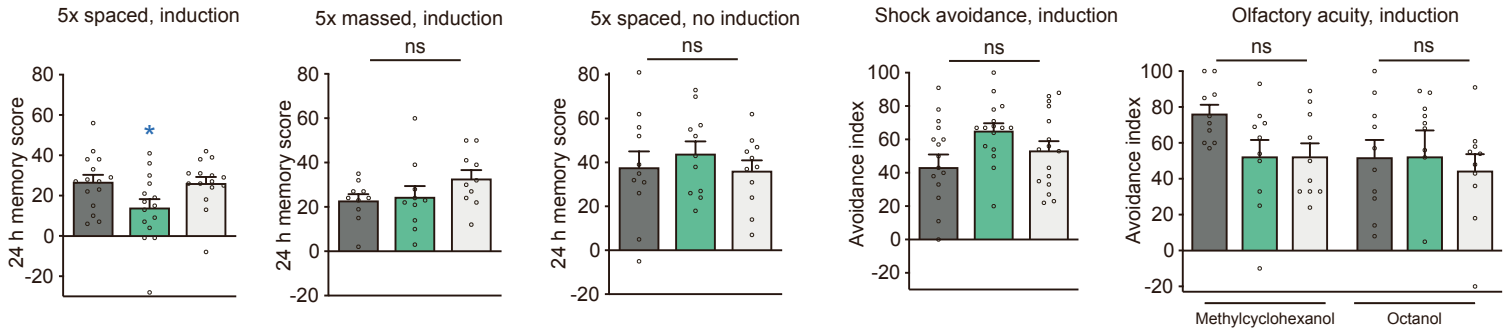 5x spaced, induction
24 h memory score
80
60
40
20
0
-20
*
5x massed, induction
ns
24 h memory score
80
60
40
20
0
-20
5x spaced, no induction
ns
24 h memory score
80
60
40
20
0
-20
Shock avoidance, induction
ns
Avoidance index
100
80
60
40
20
0
-20
Olfactory acuity, induction
ns
ns
Avoidance index
100
80
60
40
20
0
-20
Methylcyclohexanol
Octanol